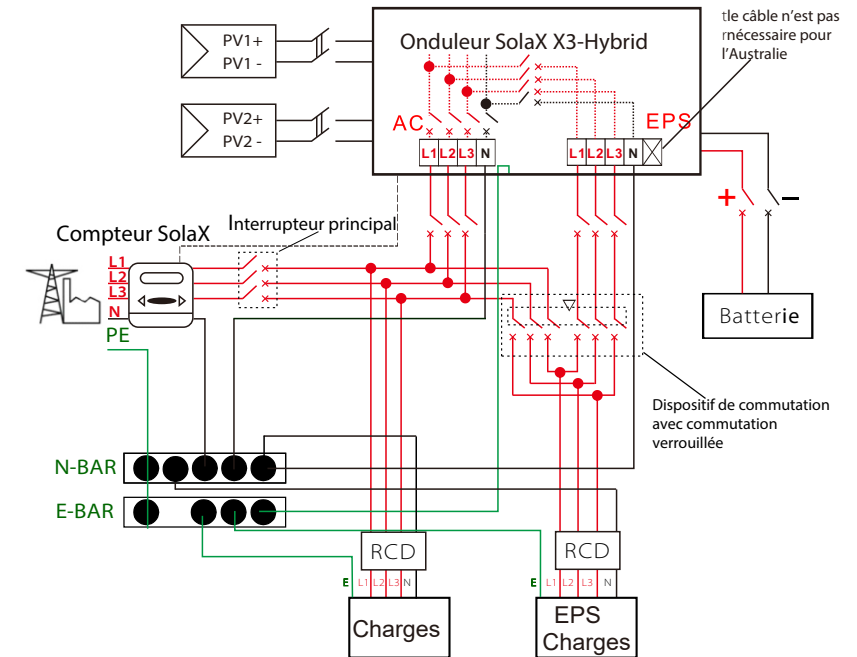 PV1+
PV1 -
PV2+
PV2 -
Onduleur SolaX X3-Hybrid
tle câble n'est pas
rnécessaire pour
l'Australie
AC
EPS
L1 L2 L3 N
L1 L2 L3 N
+ −
Compteur SolaX
Interrupteur principal
L1
L2
L3
N
PE
Batterie
Dispositif de commutation
avec commutation
verrouillée
N-BAR
E-BAR
RCD
RCD
E L1 L2 L3 N
E L1 L2 L3 N
Charges
EPS
Charges